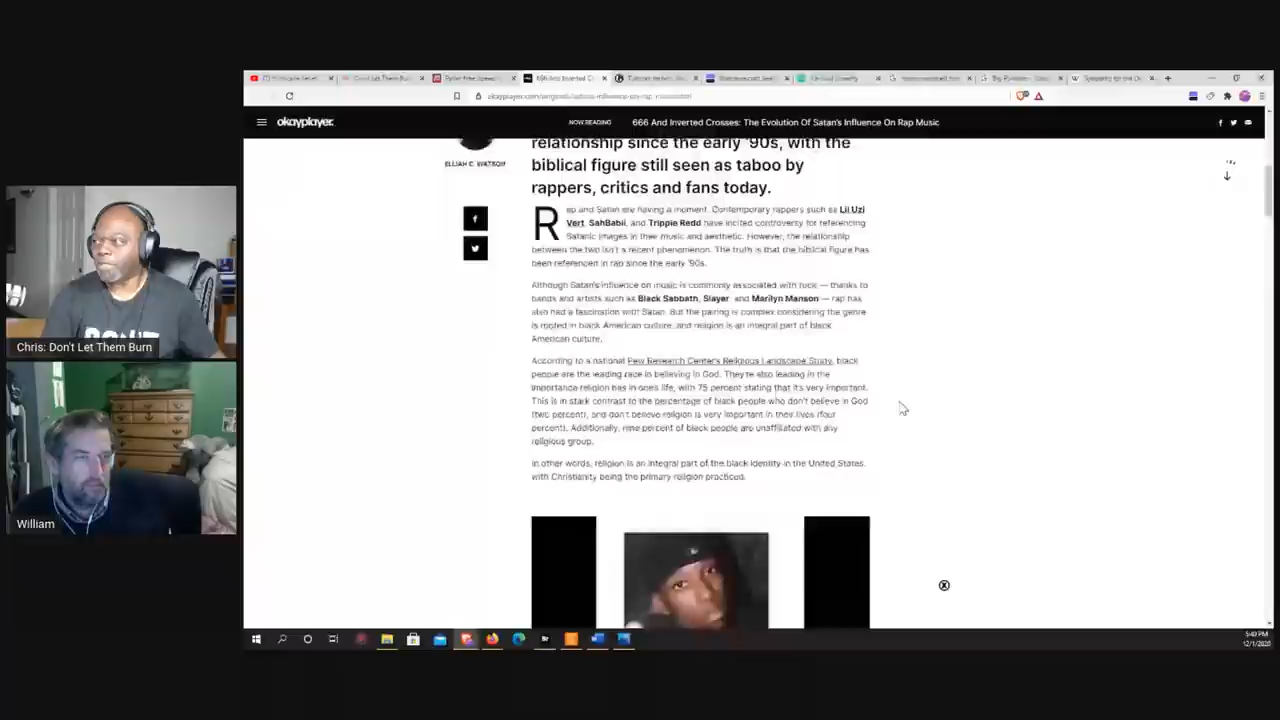 okayplayer.
NOW READING
666 And Inverted Crosses: The Evolution Of Satan's Influence On Rap Music
relationship since the early '90s, with the
biblical figure still seen as taboo by
rappers, critics and fans today.
ELIJAH C. WATSON
Rap and Satan are having a moment. Contemporary rappers such as Lil Uzi
Vert, SahBabii, and Trippie Redd have incited controversy for referencing
Satanic images in their music and aesthetic. However, the relationship
between the two isn't a recent phenomenon. The truth is that the biblical figure has
been referenced in rap since the early '90s.
Although Satan's influence on music is commonly associated with rock — thanks to
bands and artists such as Black Sabbath, Slayer and Marilyn Manson — rap has
also had a fascination with Satan. But the pairing is complex considering the genre
is rooted in black American culture, and religion is an integral part of black
American culture.
According to a national Pew Research Center's Religious Landscape Study, black
people are the leading race in believing in God. They're also leading in the
importance religion has in one's life, with 75 percent stating that it's very important.
This is in stark contrast to the percentage of black people who don't believe in God
(two percent), and don't believe religion is very important in their lives (four
percent). Additionally, nine percent of black people are unaffiliated with any
religious group.
In other words, religion is an integral part of the black identity in the United States,
with Christianity being the primary religion practiced.
Chris: Don't Let Them Burn
William
5:40 PM
12/1/2020